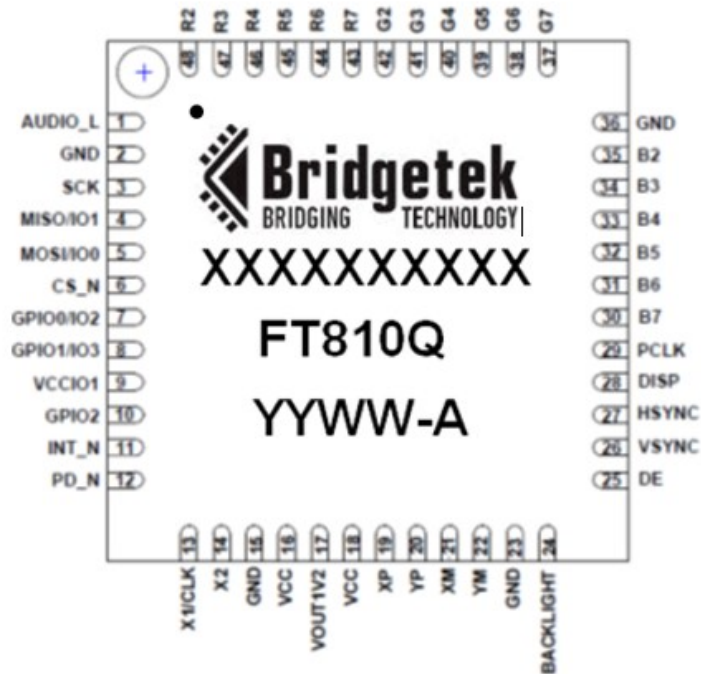 R2 R3 R4 R5 R6 R7 G2 G3 G4 G5 G6 G7
48 47 46 45 44 43 42 41 40 39 38 37
AUDIO_L 1
GND 2
SCK 3
MISO/IO1 4
MOSI/IO0 5
CS_N 6
GPIO0/IO2 7
GPIO1/IO3 8
VCCIO1 9
GPIO2 10
INT_N 11
PD_N 12
Bridgetek
BRIDGING TECHNOLOGY
XXXXXXXXXX
FT810Q
YYWW-A
36 GND
35 B2
34 B3
33 B4
32 B5
31 B6
30 B7
29 PCLK
28 DISP
27 HSYNC
26 VSYNC
25 DE
13 14 15 16 17 18 19 20 21 22 23 24
X1/CLK X2 GND VCC VOUT1V2 VCC XP YP XM YM GND BACKLIGHT